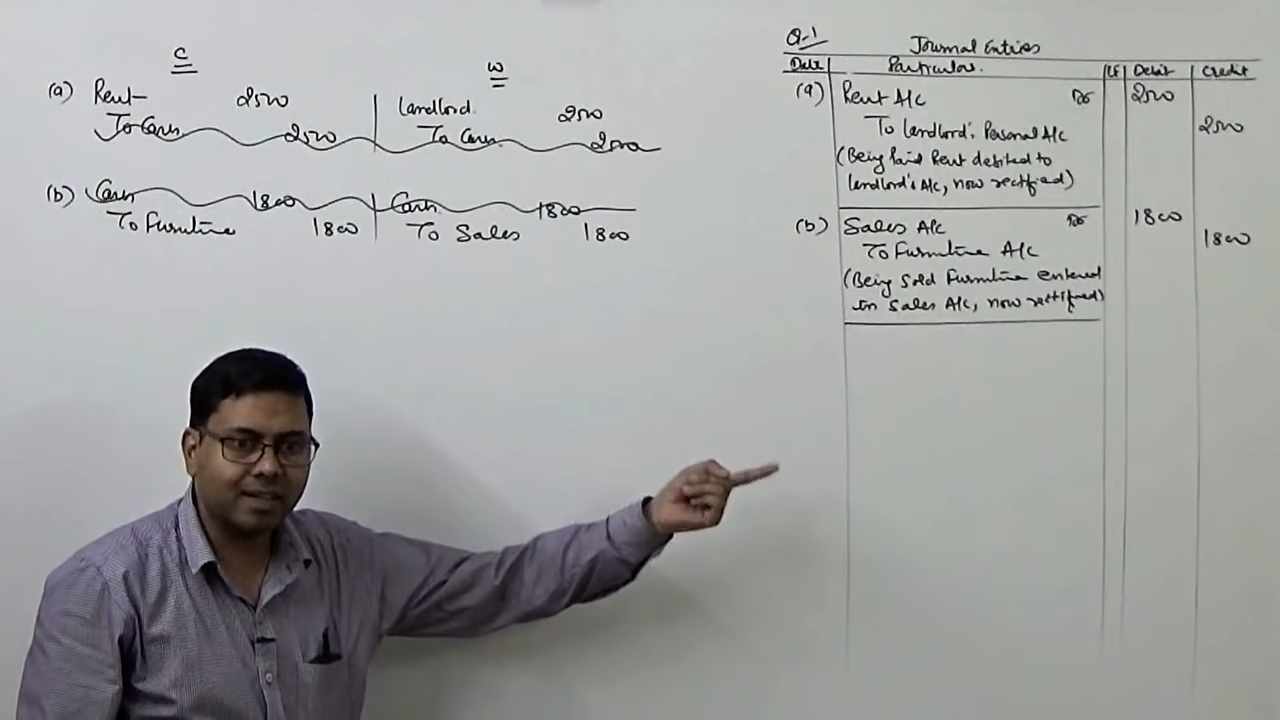 C
W
(a) Rent 2500
To Cash 2500
Landlord. 2500
To Cash 2500
(b) Cash 1800
To Furniture 1800
Cash 1800
To Sales 1800
Q-1
Journal Entries
Date Particulars. LF Debit Credit
(a) Rent A/c Dr 2500
To Landlord's Personal A/c 2500
(Being Paid Rent debited to
Landlord's A/c, now rectified)
(b) Sales A/c Dr 1800
To Furniture A/c 1800
(Being Sold Furniture entered
in Sales A/c, now rectified)